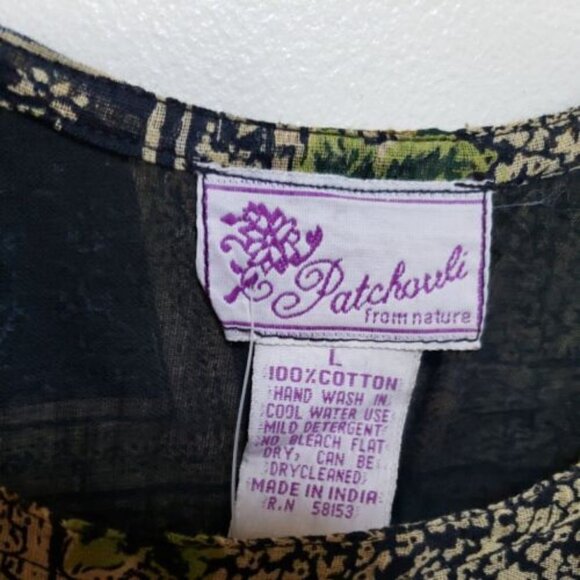 Patchouli
from nature
L
100%COTTON
HAND WASH IN
COOL WATER USE
MILD DETERGENT
NO BLEACH FLAT
DRY, CAN BE
DRYCLEANED
MADE IN INDIA
R.N 58153